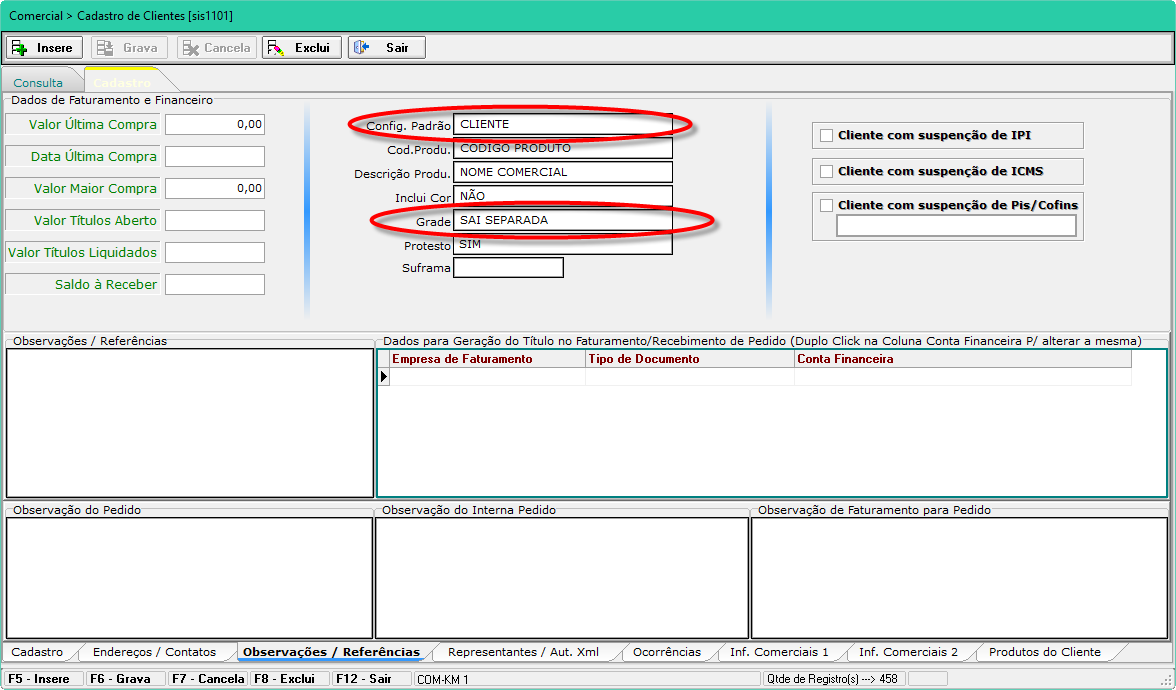 Comercial > Cadastro de Clientes [sis1101]
Insere Grava Cancela Exclui Sair
Consulta Cadastro
Dados de Faturamento e Financeiro
Valor Última Compra 0,00
Data Última Compra
Valor Maior Compra 0,00
Valor Títulos Aberto
Valor Títulos Liquidados
Saldo à Receber
Config. Padrão CLIENTE
Cod.Produ. CODIGO PRODUTO
Descrição Produ. NOME COMERCIAL
Inclui Cor NÃO
Grade SAI SEPARADA
Protesto SIM
Suframa
Cliente com suspenção de IPI
Cliente com suspenção de ICMS
Cliente com suspenção de Pis/Cofins
Observações / Referências
Dados para Geração do Título no Faturamento/Recebimento de Pedido (Duplo Click na Coluna Conta Financeira P/ alterar a mesma)
Empresa de Faturamento Tipo de Documento Conta Financeira
Observação do Pedido Observação do Interna Pedido Observação de Faturamento para Pedido
Cadastro Endereços / Contatos Observações / Referências Representantes / Aut. Xml Ocorrências Inf. Comerciais 1 Inf. Comerciais 2 Produtos do Cliente
F5 - Insere F6 - Grava F7 - Cancela F8 - Exclui F12 - Sair COM-KM 1 Qtde de Registro(s) ---> 458